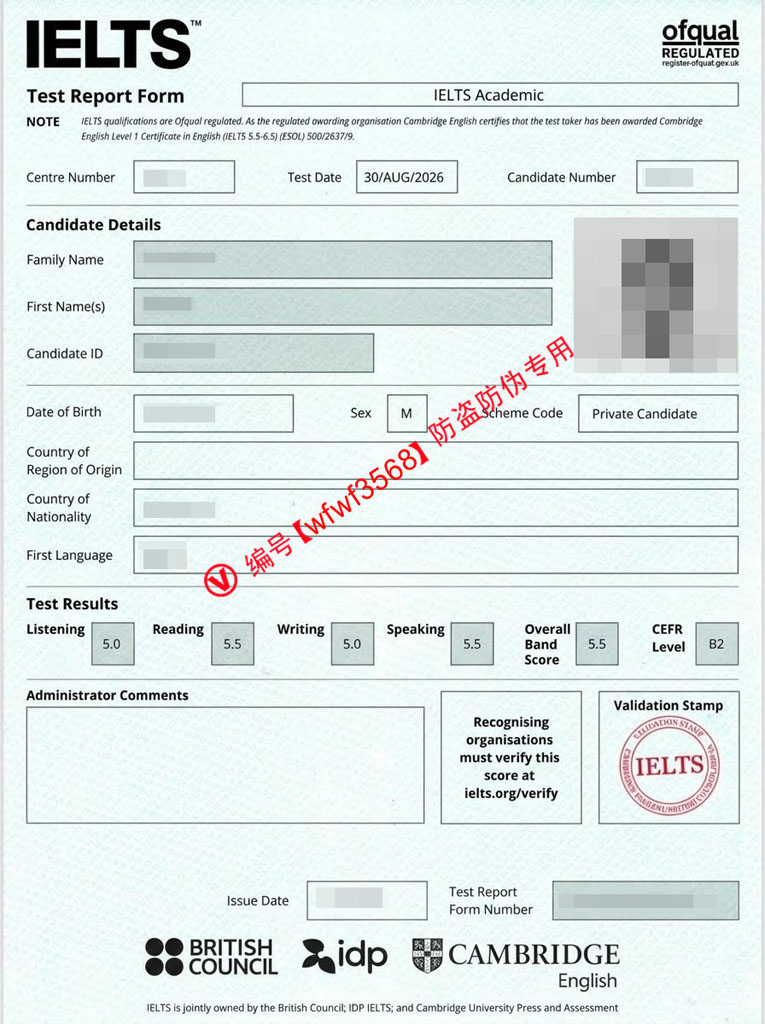 IELTS™
ofqual
REGULATED
register-ofqual.gov.uk
Test Report Form
IELTS Academic
NOTE
IELTS qualifications are Ofqual regulated. As the regulated awarding organisation Cambridge English certifies that the test taker has been awarded Cambridge
English Level 1 Certificate in English (IELTS 5.5-6.5) (ESOL) 500/2637/9.
Centre Number
Test Date 30/AUG/2026
Candidate Number
Candidate Details
Family Name
First Name(s)
Candidate ID
Date of Birth
Sex M
Scheme Code Private Candidate
Country of
Region of Origin
Country of
Nationality
First Language
V 编号【wfwf3568】防盗防伪专用
Test Results
Listening 5.0 Reading 5.5 Writing 5.0 Speaking 5.5 Overall Band Score 5.5 CEFR Level B2
Administrator Comments
Recognising
organisations
must verify this
score at
ielts.org/verify
Validation Stamp
VALIDATION STAMP
IELTS
Issue Date
Test Report
Form Number
BRITISH
COUNCIL
idp
CAMBRIDGE
English
IELTS is jointly owned by the British Council; IDP IELTS; and Cambridge University Press and Assessment